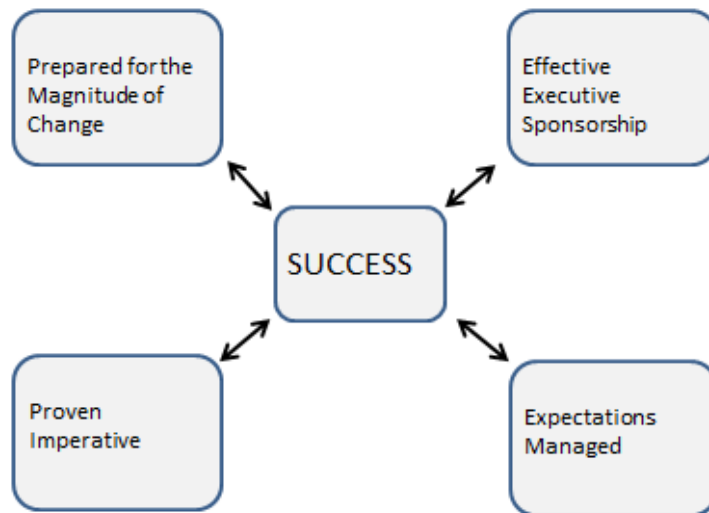 Prepared for the
Magnitude of
Change
Effective
Executive
Sponsorship
SUCCESS
Proven
Imperative
Expectations
Managed